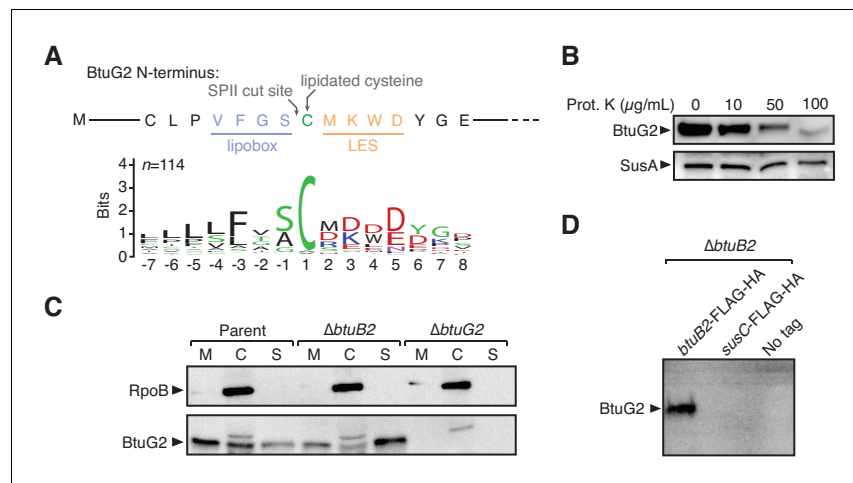 A
BtuG2 N-terminus:
lipidated cysteine
SPII cut site
M C L P V F G S C M K W D Y G E
lipobox
LES
n=114
Bits
4
3
2
1
0
-7 -6 -5 -4 -3 -2 -1 1 2 3 4 5 6 7 8
B
Prot. K (µg/mL) 0 10 50 100
BtuG2
SusA
C
Parent ΔbtuB2 ΔbtuG2
M C S M C S M C S
RpoB
BtuG2
D
ΔbtuB2
btuB2-FLAG-HA
susC-FLAG-HA
No tag
BtuG2